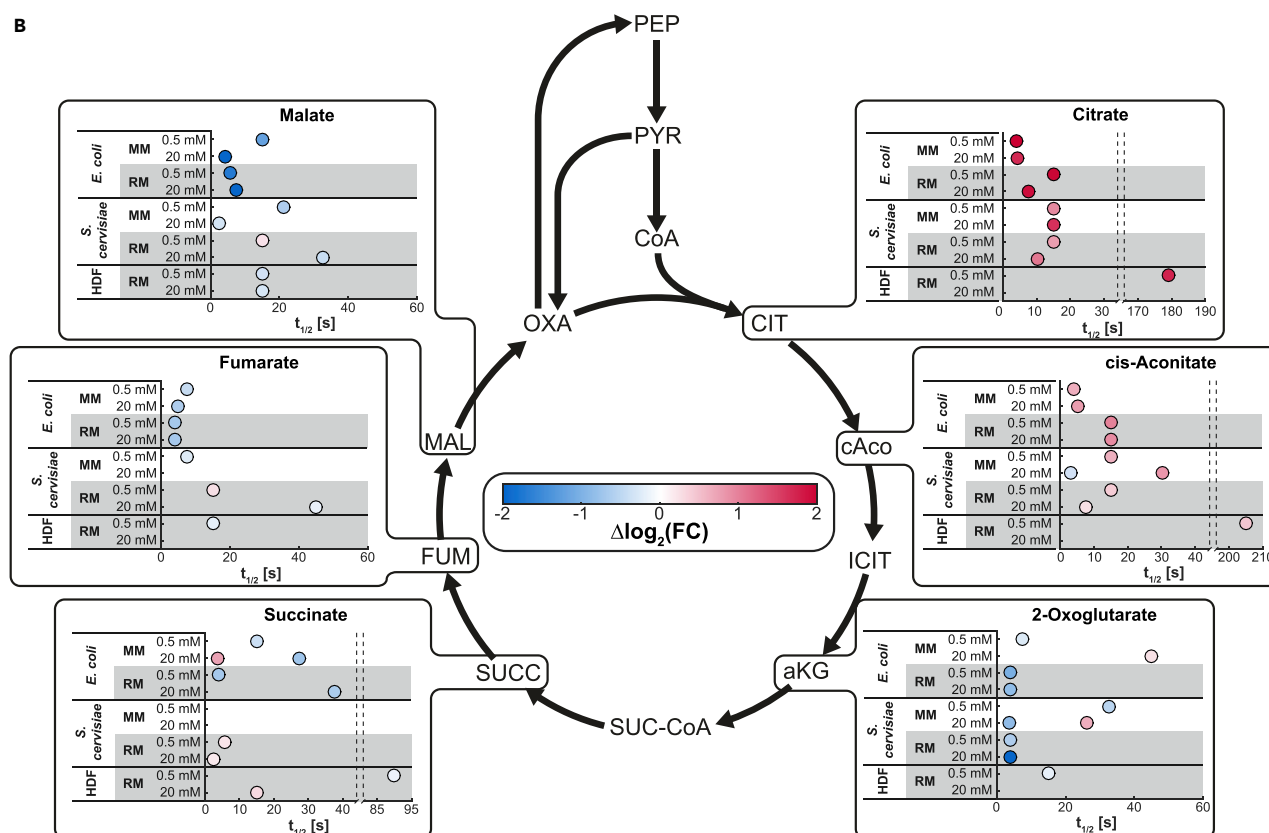 B
PEP
PYR
CoA
OXA
CIT
cAco
ICIT
aKG
SUC-CoA
SUCC
FUM
MAL
Malate
E. coli
MM
0.5 mM
20 mM
RM
0.5 mM
20 mM
S. cervisiae
MM
0.5 mM
20 mM
RM
0.5 mM
20 mM
HDF
RM
0.5 mM
20 mM
0 20 40 60
t1/2 [s]
Citrate
E. coli
MM
0.5 mM
20 mM
RM
0.5 mM
20 mM
S. cervisiae
MM
0.5 mM
20 mM
RM
0.5 mM
20 mM
HDF
RM
0.5 mM
20 mM
0 10 20 30 170 180 190
t1/2 [s]
Fumarate
E. coli
MM
0.5 mM
20 mM
RM
0.5 mM
20 mM
S. cervisiae
MM
0.5 mM
20 mM
RM
0.5 mM
20 mM
HDF
RM
0.5 mM
20 mM
0 20 40 60
t1/2 [s]
cis-Aconitate
E. coli
MM
0.5 mM
20 mM
RM
0.5 mM
20 mM
S. cervisiae
MM
0.5 mM
20 mM
RM
0.5 mM
20 mM
HDF
RM
0.5 mM
20 mM
0 10 20 30 40 200 210
t1/2 [s]
-2 -1 0 1 2
Δlog2(FC)
Succinate
E. coli
MM
0.5 mM
20 mM
RM
0.5 mM
20 mM
S. cervisiae
MM
0.5 mM
20 mM
RM
0.5 mM
20 mM
HDF
RM
0.5 mM
20 mM
0 10 20 30 40 85 95
t1/2 [s]
2-Oxoglutarate
E. coli
MM
0.5 mM
20 mM
RM
0.5 mM
20 mM
S. cervisiae
MM
0.5 mM
20 mM
RM
0.5 mM
20 mM
HDF
RM
0.5 mM
20 mM
0 20 40 60
t1/2 [s]